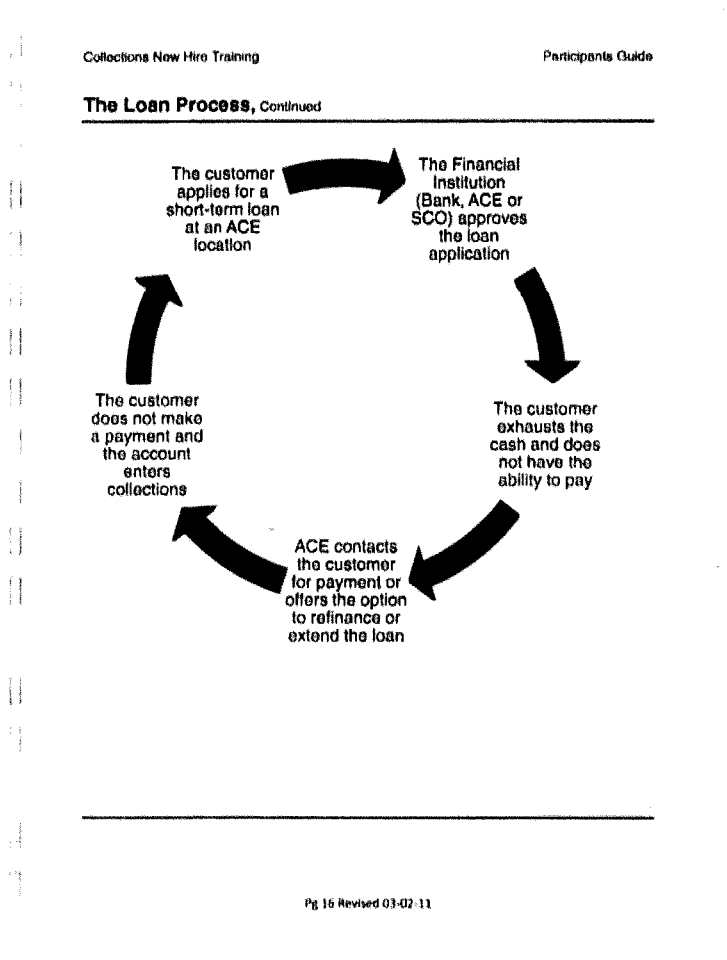 Collections New Hire Training
Participants Guide
The Loan Process, Continued
The customer
applies for a
short-term loan
at an ACE
location
The Financial
Institution
(Bank, ACE or
SCO) approves
the loan
application
The customer
exhausts the
cash and does
not have the
ability to pay
ACE contacts
the customer
for payment or
offers the option
to refinance or
extend the loan
The customer
does not make
a payment and
the account
enters
collections
Pg 16 Revised 03-02-11